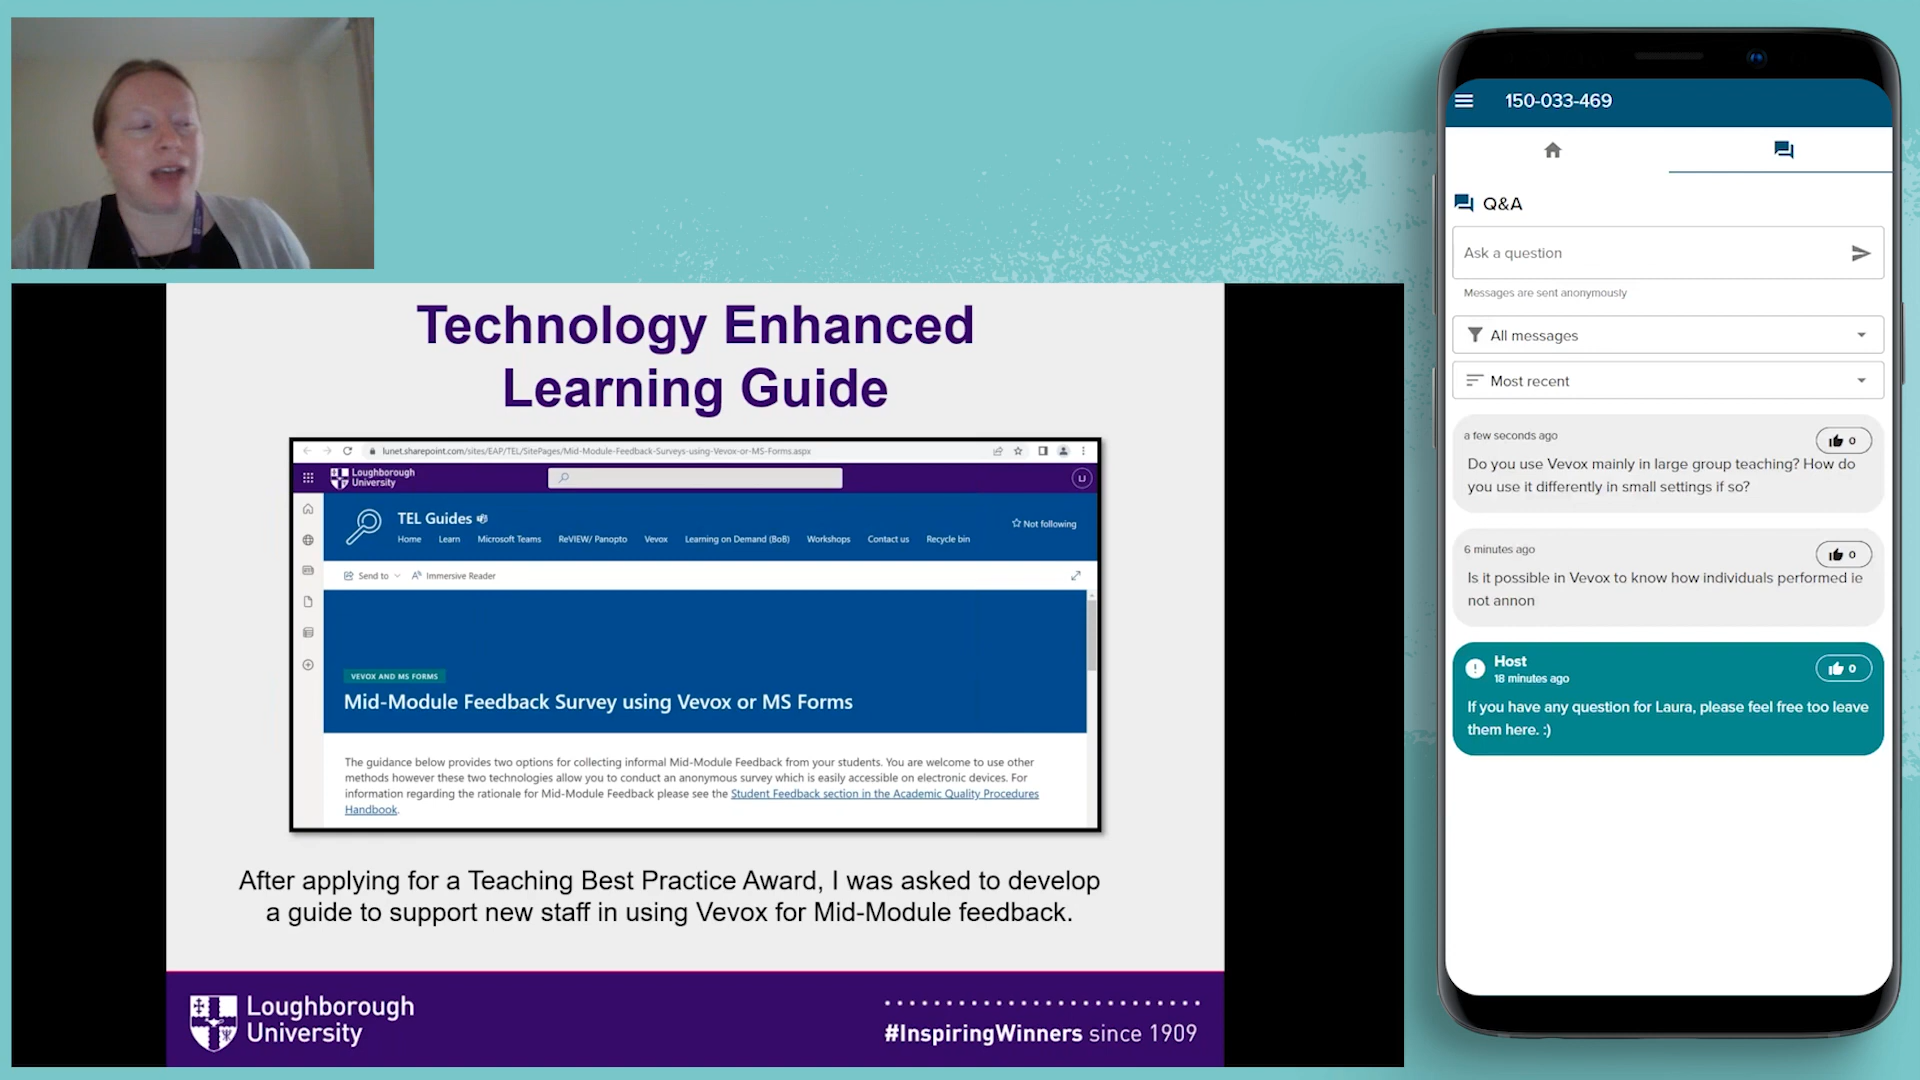 Technology Enhanced
Learning Guide
lunet.sharepoint.com/sites/EAP/TEL/SitePages/Mid-Module-Feedback-Surveys-using-Vevox-or-MS-Forms.aspx
Loughborough
University
LJ
TEL Guides
Not following
Home Learn Microsoft Teams ReVIEW/ Panopto Vevox Learning on Demand (BoB) Workshops Contact us Recycle bin
Send to Immersive Reader
VEVOX AND MS FORMS
Mid-Module Feedback Survey using Vevox or MS Forms
The guidance below provides two options for collecting informal Mid-Module Feedback from your students. You are welcome to use other
methods however these two technologies allow you to conduct an anonymous survey which is easily accessible on electronic devices. For
information regarding the rationale for Mid-Module Feedback please see the Student Feedback section in the Academic Quality Procedures
Handbook.
After applying for a Teaching Best Practice Award, I was asked to develop
a guide to support new staff in using Vevox for Mid-Module feedback.
Loughborough
University
#InspiringWinners since 1909
150-033-469
Q&A
Ask a question
Messages are sent anonymously
All messages
Most recent
a few seconds ago
0
Do you use Vevox mainly in large group teaching? How do
you use it differently in small settings if so?
6 minutes ago
0
Is it possible in Vevox to know how individuals performed ie
not annon
Host
18 minutes ago
0
If you have any question for Laura, please feel free too leave
them here. :)